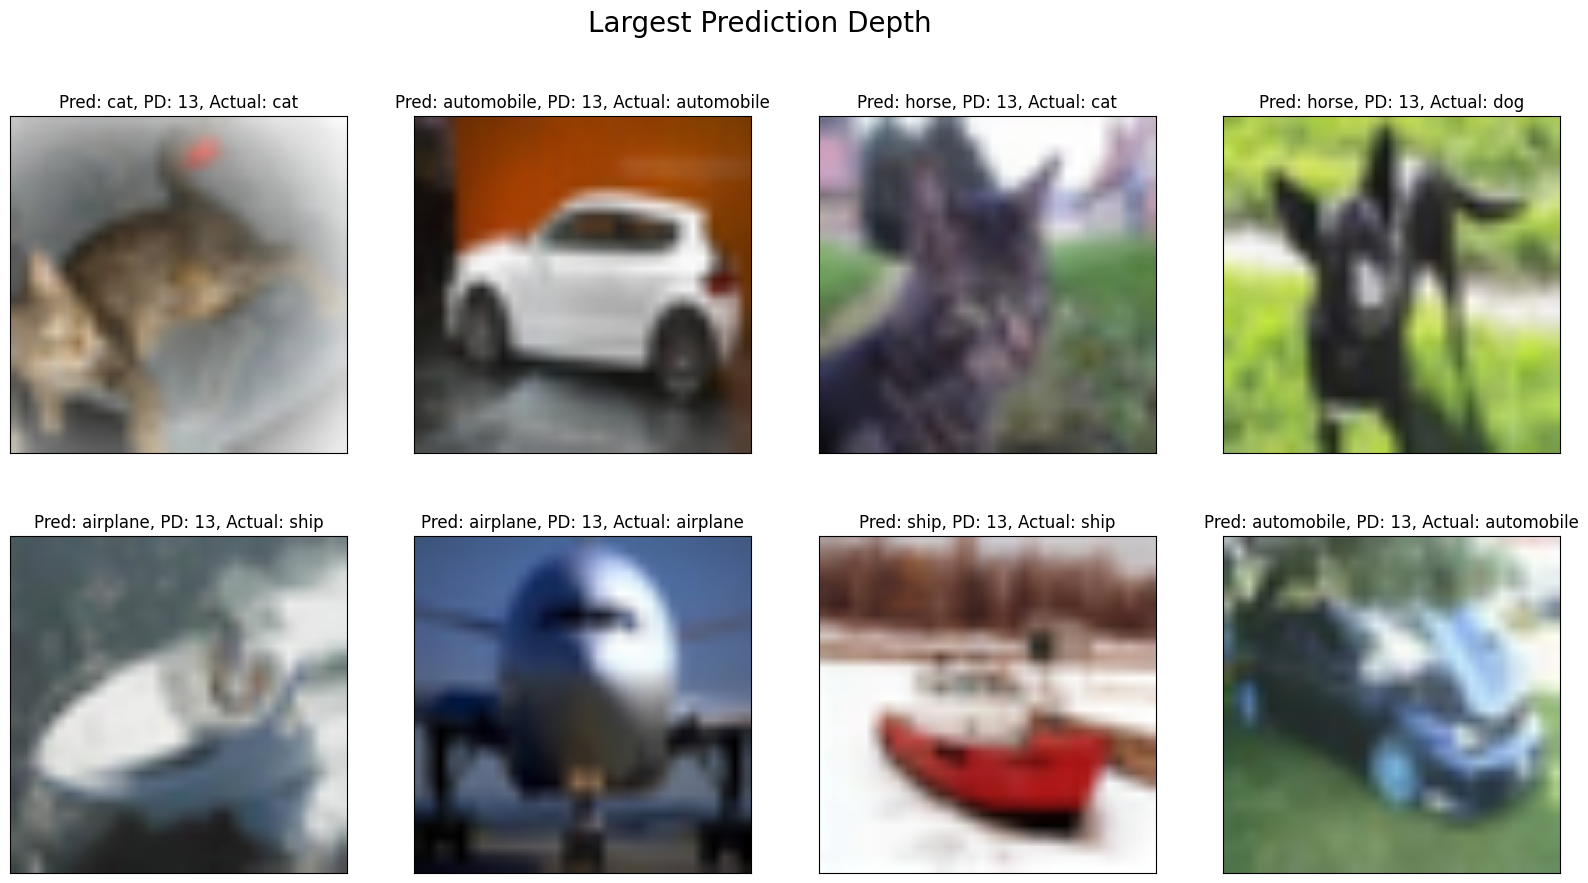 Largest Prediction Depth
Pred: cat, PD: 13, Actual: cat
Pred: automobile, PD: 13, Actual: automobile
Pred: horse, PD: 13, Actual: cat
Pred: horse, PD: 13, Actual: dog
Pred: airplane, PD: 13, Actual: ship
Pred: airplane, PD: 13, Actual: airplane
Pred: ship, PD: 13, Actual: ship
Pred: automobile, PD: 13, Actual: automobile